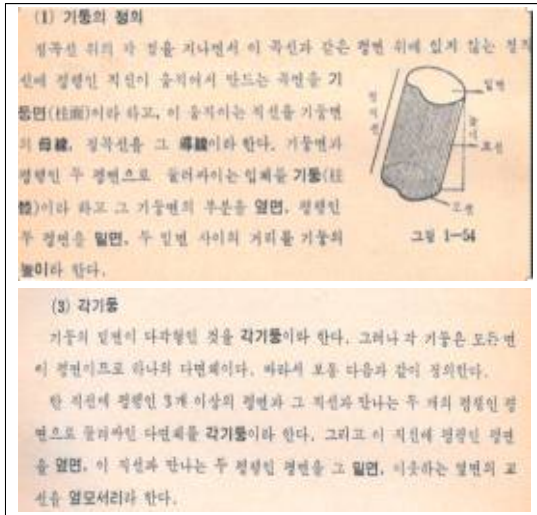 (1) 기둥의 정의
정곡선 위의 각 점을 지나면서 이 곡선과 같은 평면 위에 있지 않는 정직
선에 평행인 직선이 움직여서 만드는 곡면을 기
둥면(柱面)이라 하고, 이 움직이는 직선을 기둥면
의 母線, 정곡선을 그 導線이라 한다. 기둥면과
평행인 두 평면으로 둘러싸이는 입체를 기둥(柱
)이라 하고 그 기둥면의 부분을 옆면, 평행인
두 평면을 밑면, 두 밑면 사이의 거리를 기둥의
높이라 한다.
정직선
밑면
높이
모선
도선
그림 1—54
(3) 각기둥
기둥의 밑면이 다각형인 것을 각기둥이라 한다. 그러나 각 기둥은 모든 면
이 평면이므로 하나의 다면체이다. 따라서 보통 다음과 같이 정의한다.
한 직선에 평행인 3개 이상의 평면과 그 직선과 만나는 두 개의 평행인 평
면으로 둘러싸인 다면체를 각기둥이라 한다. 그리고 이 직선에 평행인 평면
을 옆면, 이 직선과 만나는 두 평행인 평면을 그 밑면, 이웃하는 옆면의 교
선을 옆모서리라 한다.